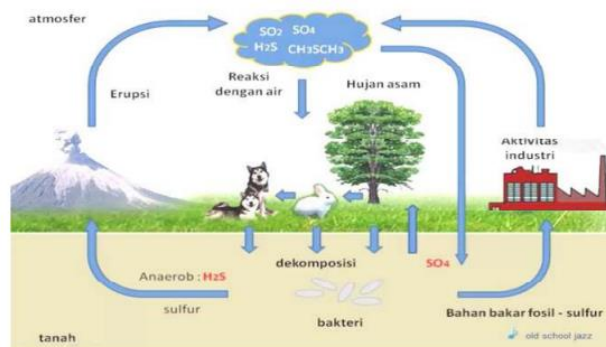 atmosfer
SO2 SO4
H2S CH3SCH3
Erupsi
Reaksi
dengan air
Hujan asam
Aktivitas
industri
dekomposisi
SO4
Anaerob : H2S
sulfur
bakteri
Bahan bakar fosil - sulfur
tanah
old school jazz